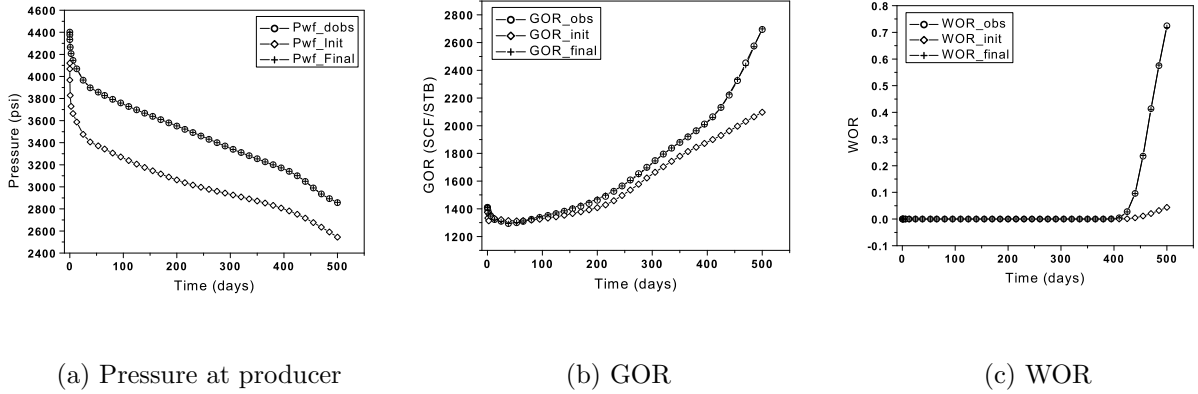 4600
4400
4200
4000
3800
3600
3400
3200
3000
2800
2600
2400
Pressure (psi)
0 100 200 300 400 500
Time (days)
Pwf_dobs
Pwf_Init
Pwf_Final
(a) Pressure at producer
2800
2600
2400
2200
2000
1800
1600
1400
1200
GOR (SCF/STB)
0 100 200 300 400 500
Time (days)
GOR_obs
GOR_init
GOR_final
(b) GOR
0.8
0.7
0.6
0.5
0.4
0.3
0.2
0.1
0.0
-0.1
WOR
0 100 200 300 400 500
Time (days)
WOR_obs
WOR_init
WOR_final
(c) WOR